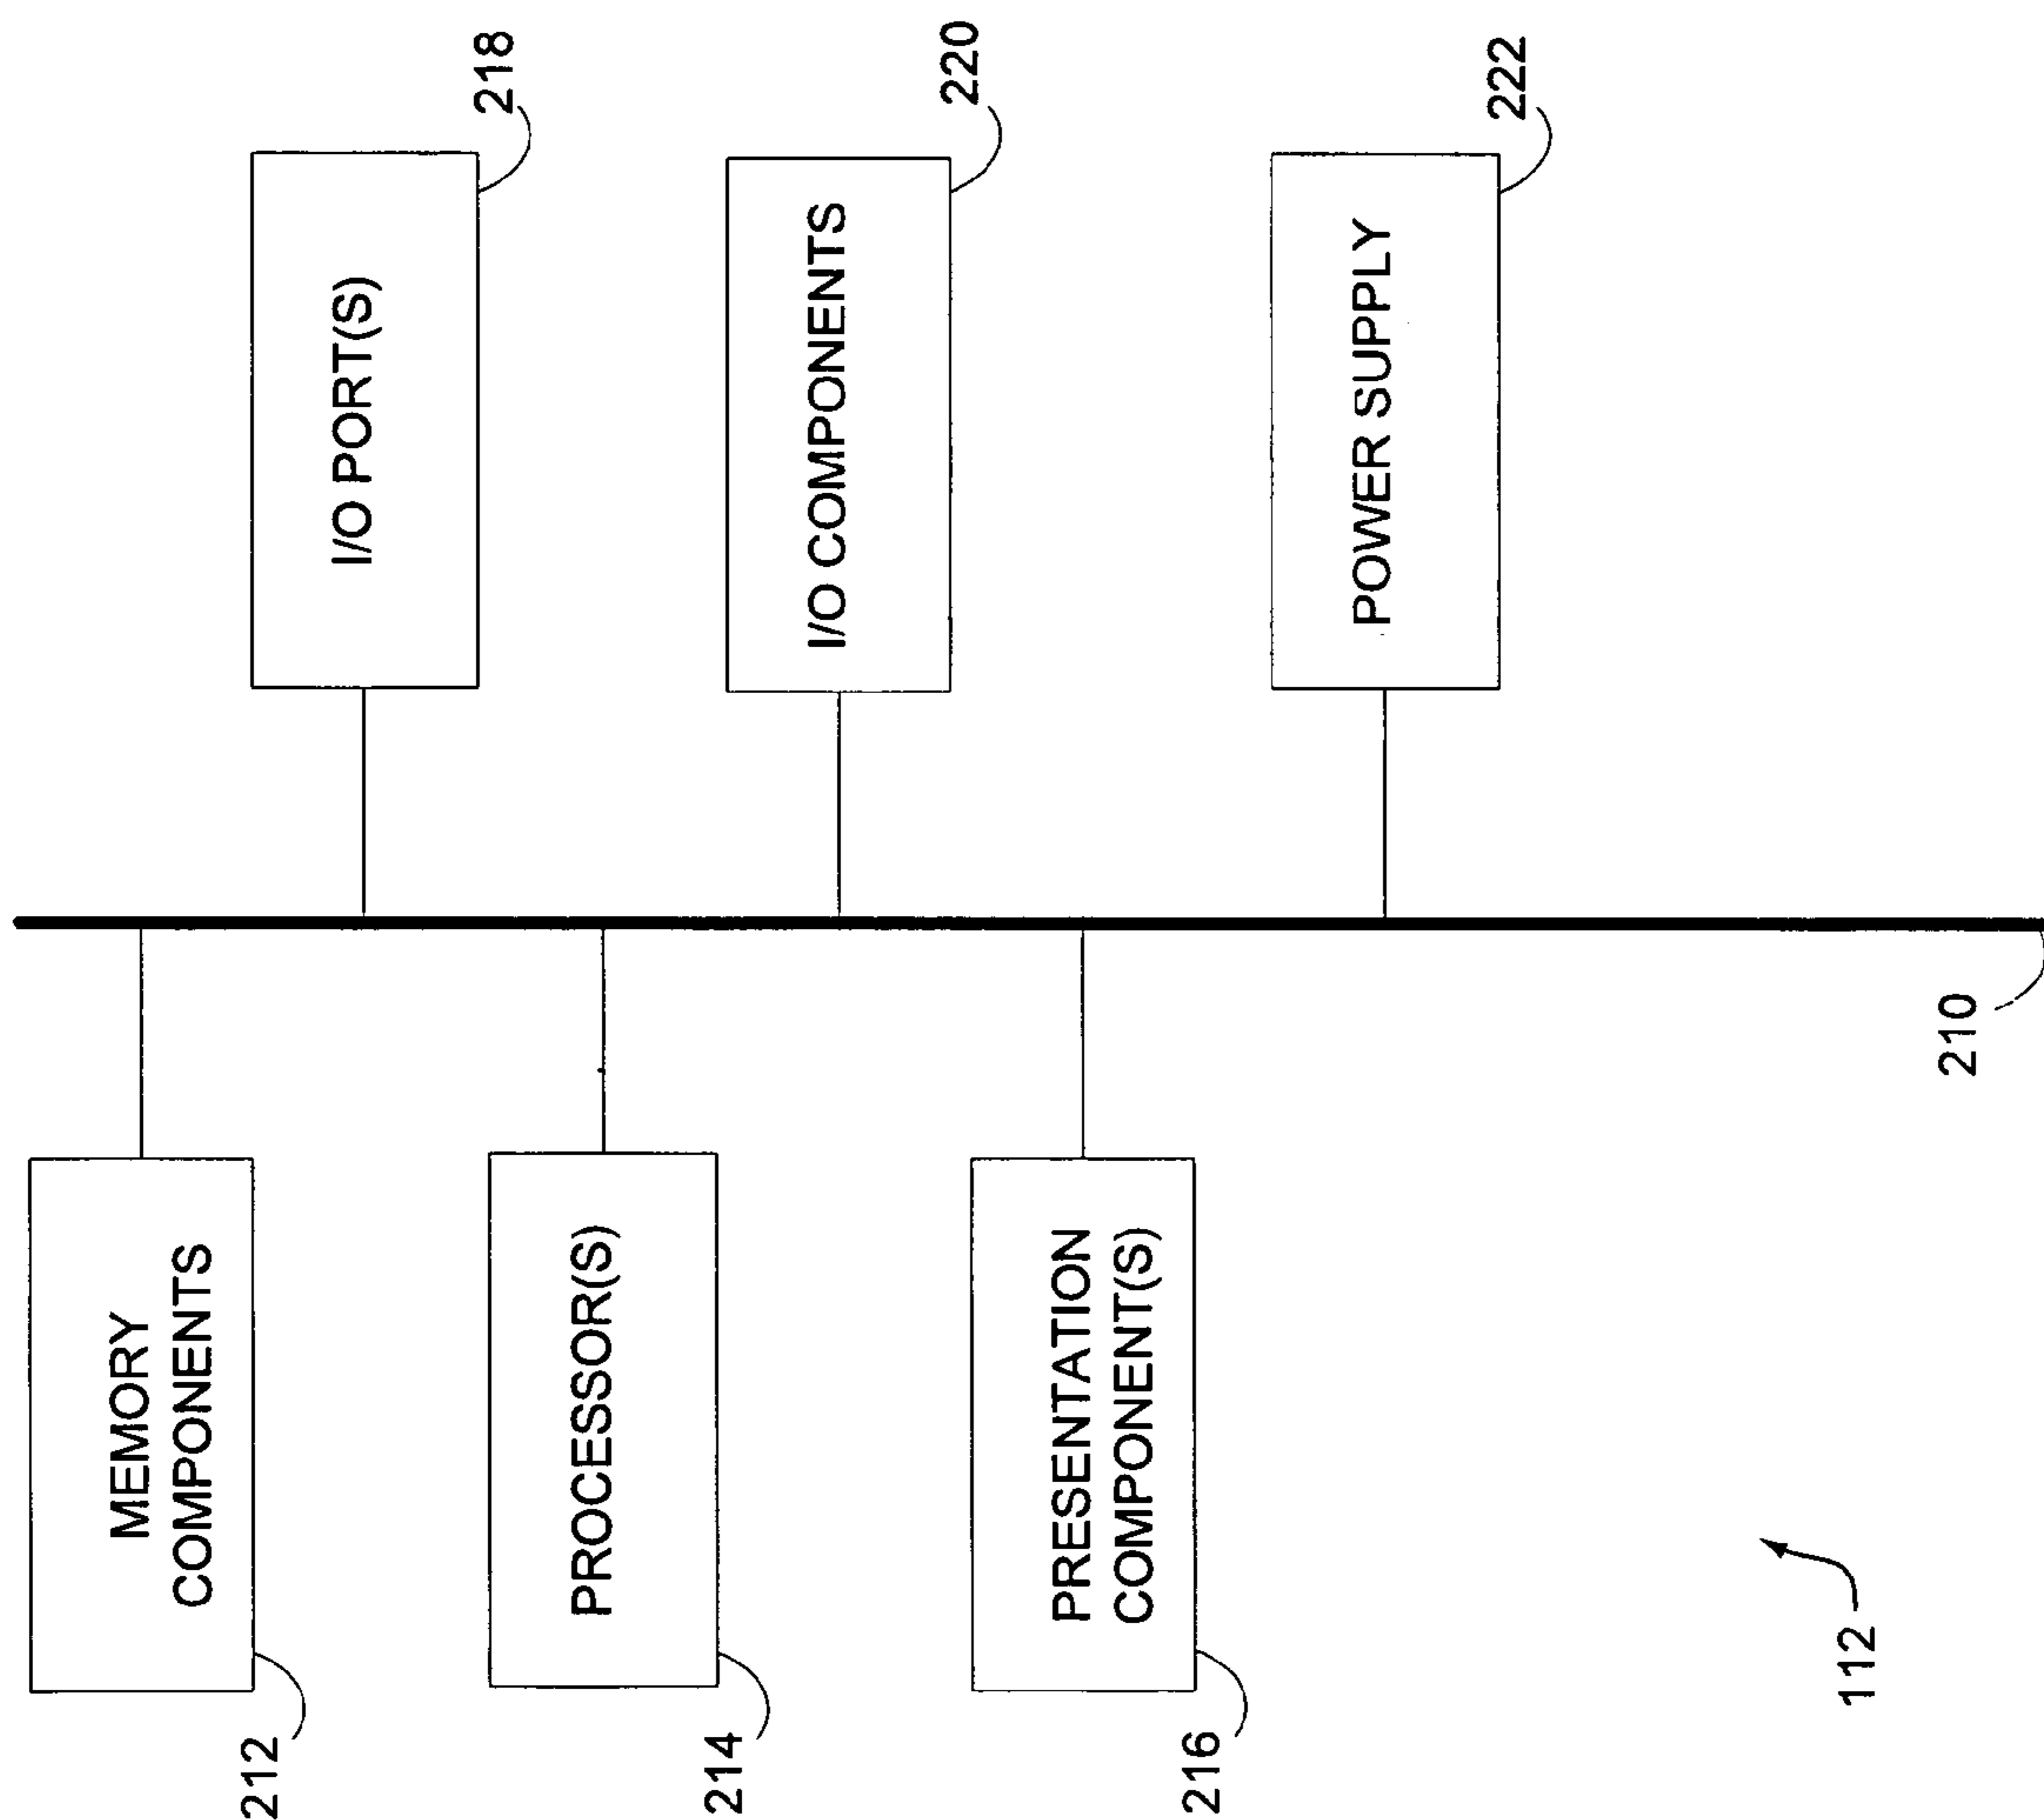 MEMORY
COMPONENTS
212
PROCESSOR(S)
214
PRESENTATION
COMPONENT(S)
216
I/O PORT(S)
218
I/O COMPONENTS
220
POWER SUPPLY
222
210
112